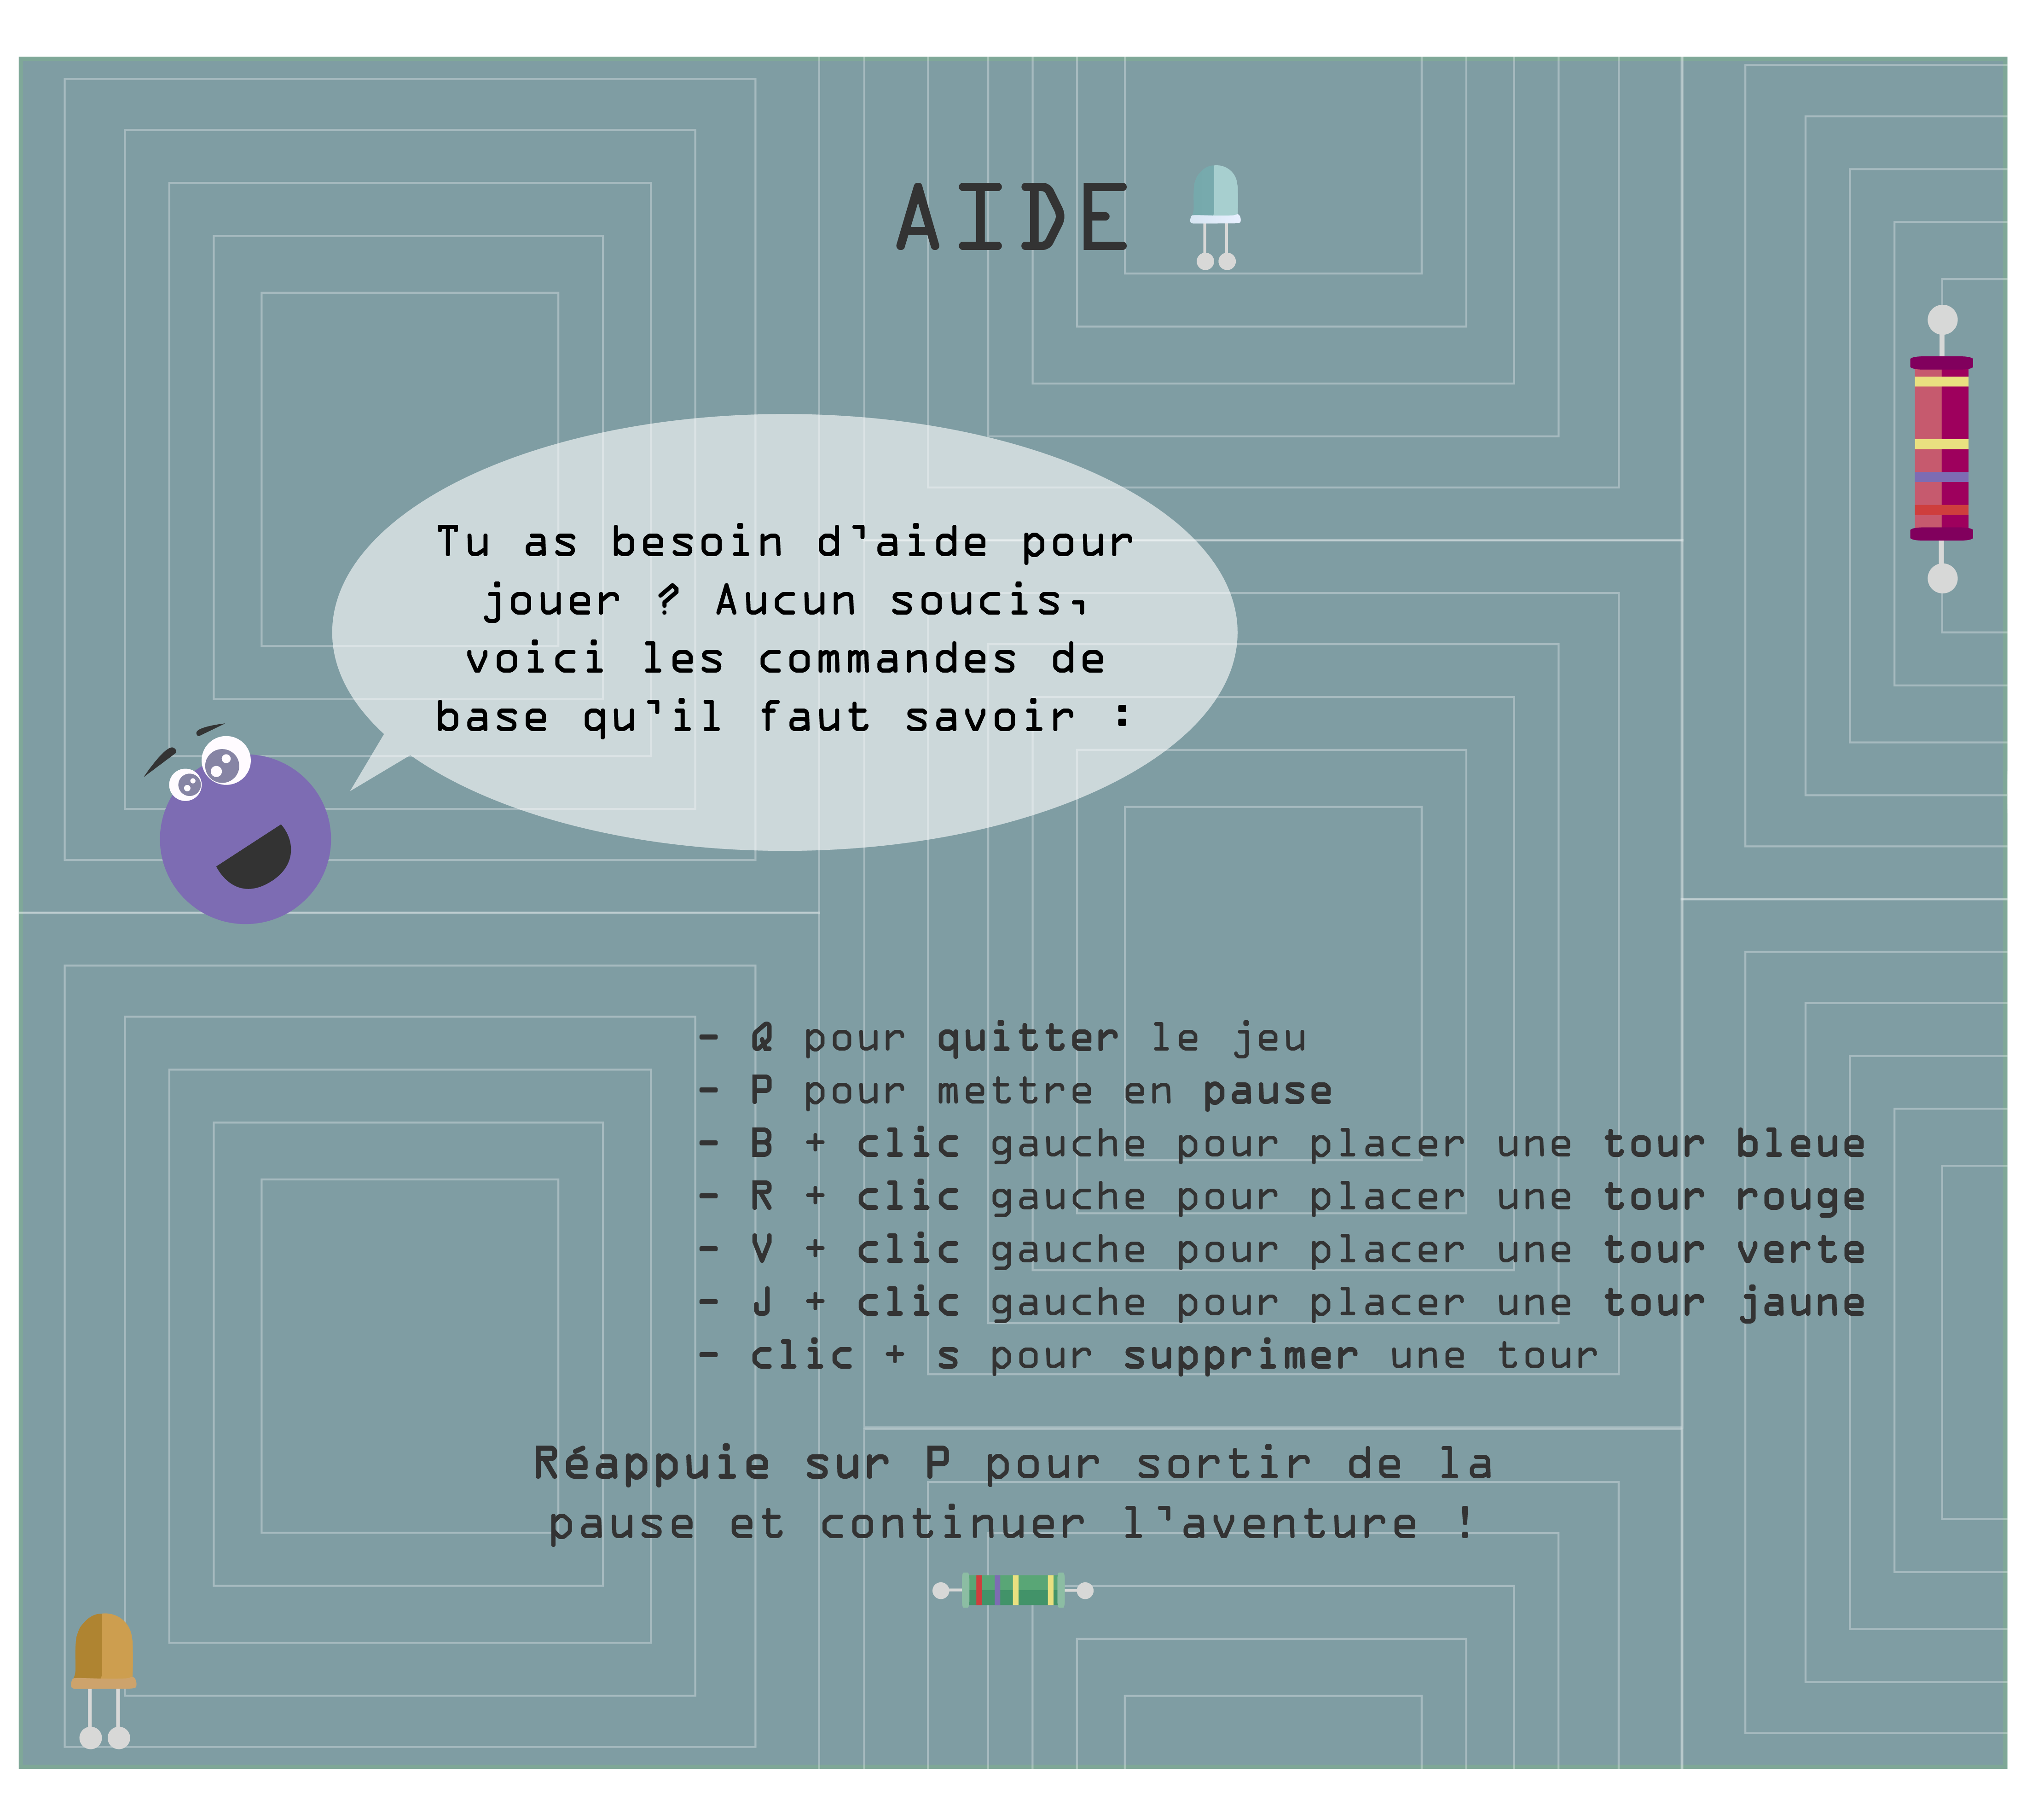 AIDE
Tu as besoin d'aide pour
jouer ? Aucun soucis,
voici les commandes de
base qu'il faut savoir :
- Q pour quitter le jeu
- P pour mettre en pause
- B + clic gauche pour placer une tour bleue
- R + clic gauche pour placer une tour rouge
- V + clic gauche pour placer une tour verte
- J + clic gauche pour placer une tour jaune
- clic + s pour supprimer une tour
Réappuie sur P pour sortir de la
pause et continuer l'aventure !